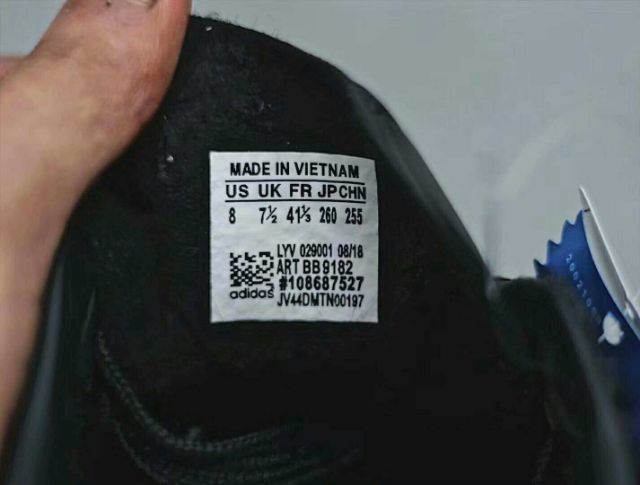 MADE IN VIETNAM
US UK FR JP CHN
8 7½ 41⅓ 260 255
LYV 029001 08/18
ART BB9182
#108687527
adidas
JV44DMTN00197